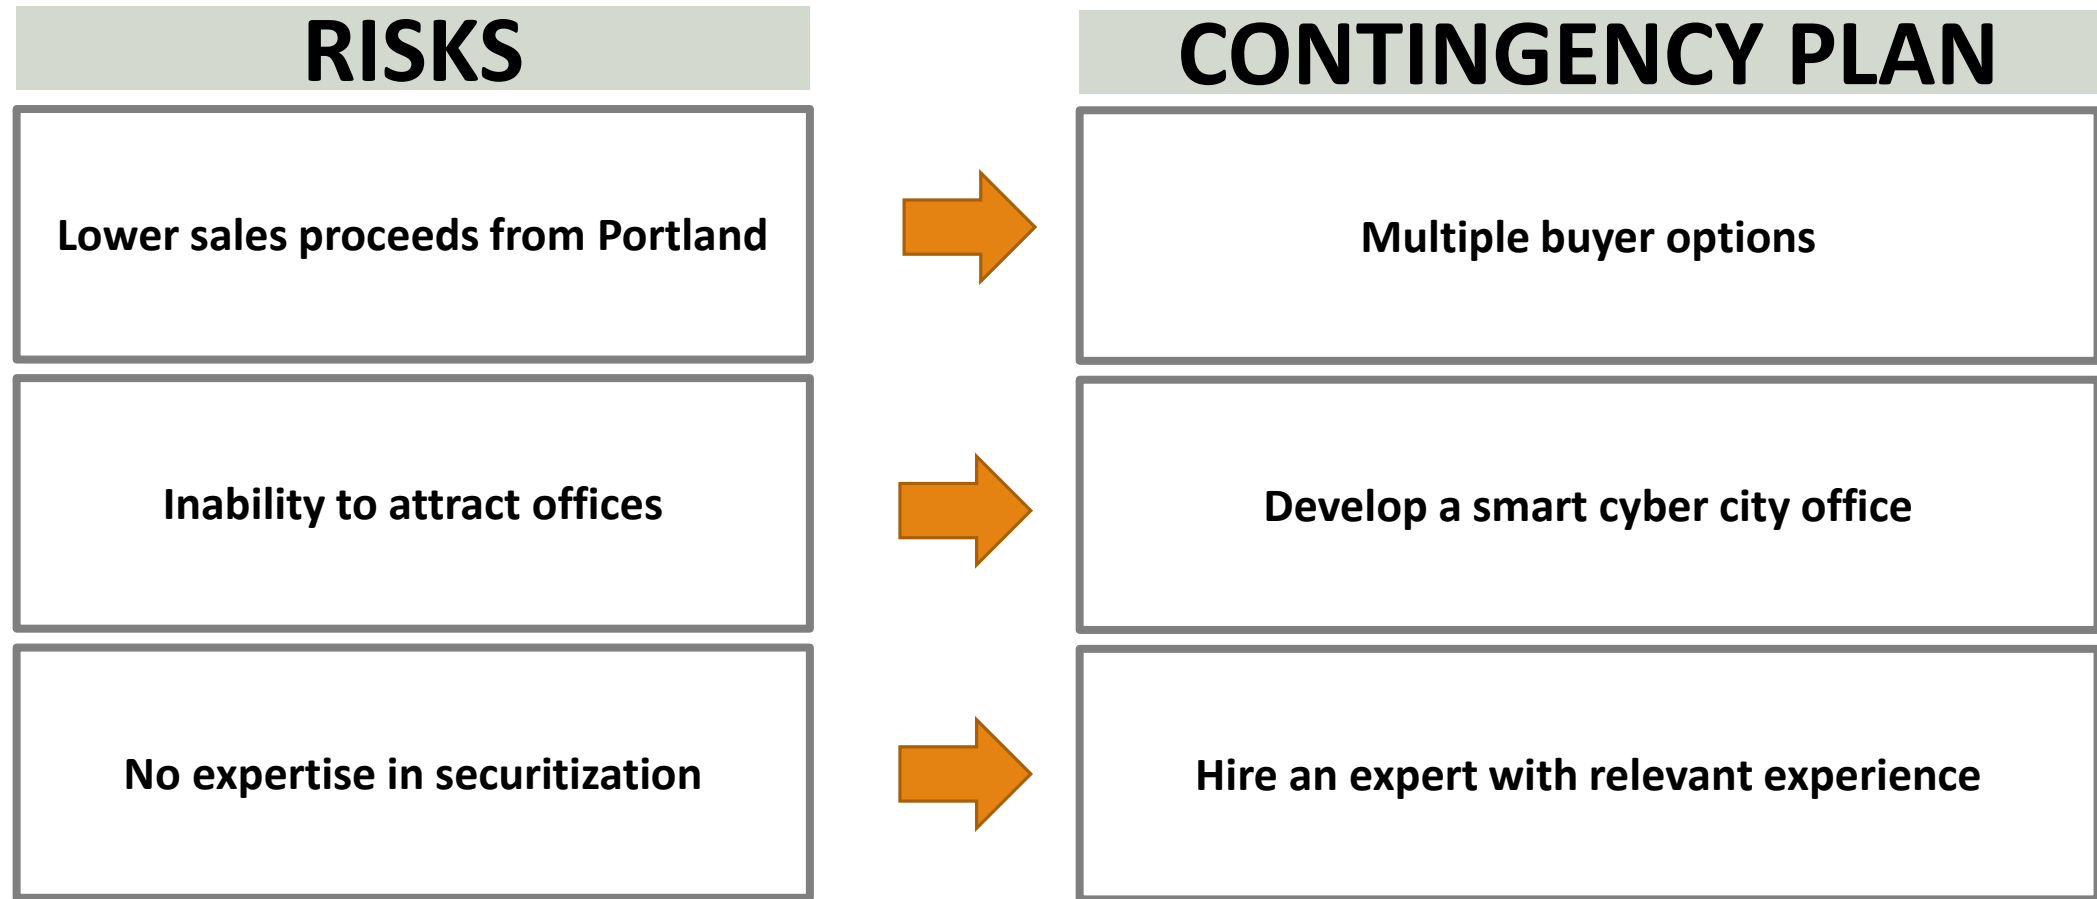 RISKS
CONTINGENCY PLAN
Lower sales proceeds from Portland
Multiple buyer options
Inability to attract offices
Develop a smart cyber city office
No expertise in securitization
Hire an expert with relevant experience